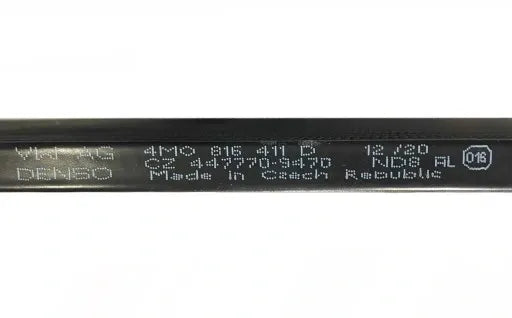 VW AG 4M0 816 411 D 12/20
CZ 447770-9470 ND8 AL 016
DENSO Made in Czech Republic